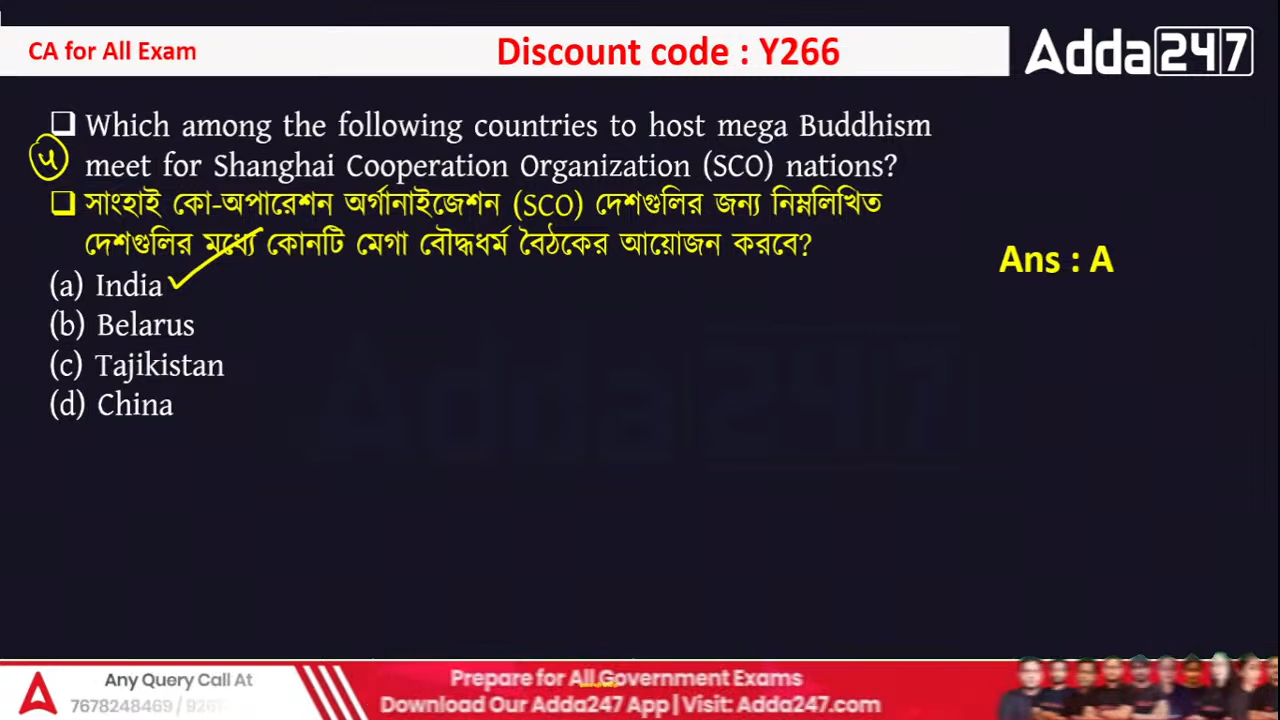 CA for All Exam
Discount code : Y266
Adda247
Which among the following countries to host mega Buddhism
meet for Shanghai Cooperation Organization (SCO) nations?
সাংহাই কো-অপারেশন অর্গানাইজেশন (SCO) দেশগুলির জন্য নিম্নলিখিত
দেশগুলির মধ্যে কোনটি মেগা বৌদ্ধধর্ম বৈঠকের আয়োজন করবে?
Ans : A
(a) India
(b) Belarus
(c) Tajikistan
(d) China
Any Query Call At
7678248469 /
Prepare for All Government Exams
Download Our Adda247 App | Visit: Adda247.com